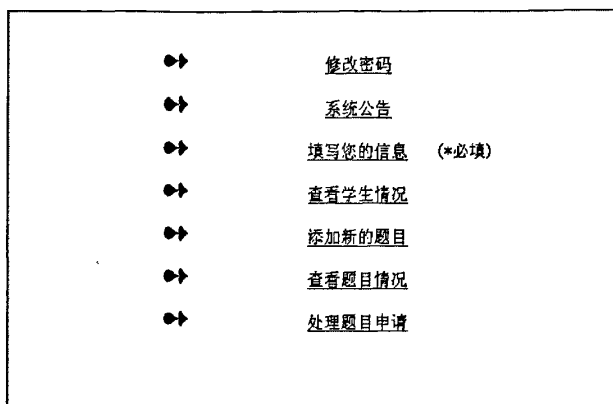 修改密码
系统公告
填写您的信息 (*必填)
查看学生情况
添加新的题目
查看题目情况
处理题目申请